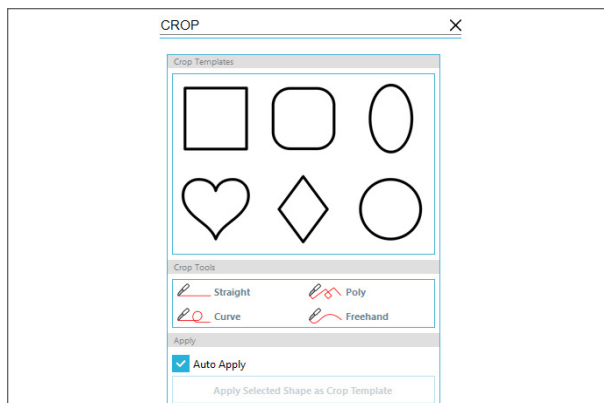 CROP
Crop Templates
Crop Tools
Straight Poly
Curve Freehand
Apply
Auto Apply
Apply Selected Shape as Crop Template